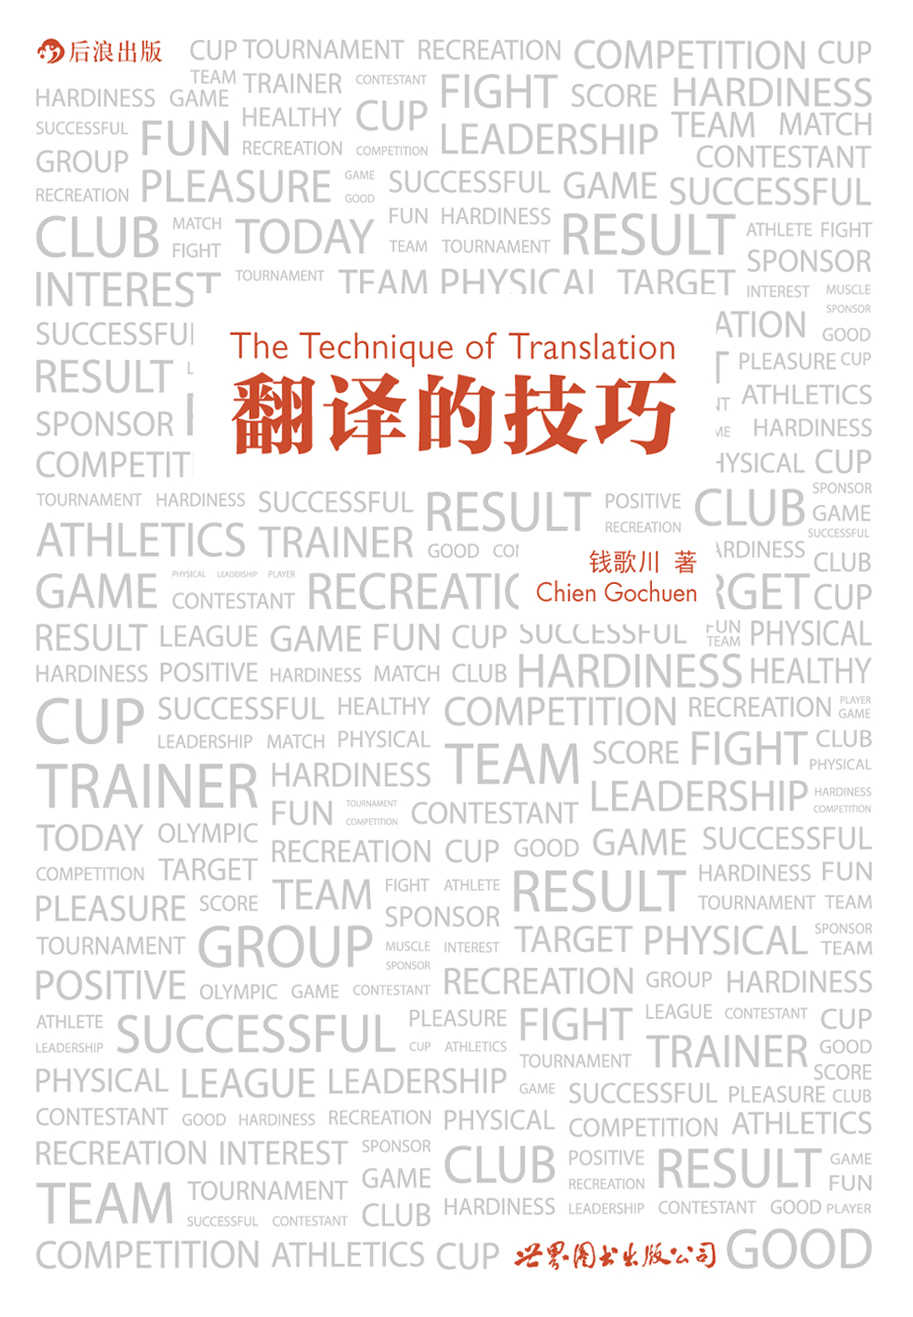 后浪出版 CUP TOURNAMENT RECREATION COMPETITION CUP
TEAM TRAINER CONTESTANT FIGHT SCORE HARDINESS
HARDINESS GAME HEALTHY CUP TEAM MATCH
SUCCESSFUL FUN RECREATION COMPETITION LEADERSHIP CONTESTANT
GROUP PLEASURE GAME SUCCESSFUL GAME SUCCESSFUL
RECREATION GOOD
CLUB MATCH TODAY FUN HARDINESS RESULT ATHLETE FIGHT
FIGHT TEAM TOURNAMENT SPONSOR
INTEREST TOURNAMENT TEAM PHYSICAL TARGET INTEREST MUSCLE
SPONSOR
SUCCESSFU ATION GOOD
The Technique of Translation
RESULT PLEASURE CUP
翻译的技巧
ATHLETICS
SPONSOR HARDINESS
COMPETIT HYSICAL CUP
TOURNAMENT HARDINESS SUCCESSFUL RESULT POSITIVE CLUB SPONSOR
RECREATION GAME
ATHLETICS TRAINER GOOD CO ARDINESS SUCCESSFUL
钱歌川 著
CLUB
GAME PHYSICAL LEADERSHIP PLAYER RECREATIO RGET CUP
CONTESTANT
Chien Gochuen
RESULT LEAGUE GAME FUN CUP SUCCESSFUL FUN PHYSICAL
TEAM
HARDINESS POSITIVE HARDINESS MATCH CLUB HARDINESS HEALTHY
CUP SUCCESSFUL HEALTHY COMPETITION RECREATION PLAYER
GAME
LEADERSHIP MATCH PHYSICAL TEAM SCORE FIGHT CLUB
PHYSICAL
TRAINER HARDINESS LEADERSHIP HARDINESS
COMPETITION
FUN TOURNAMENT CONTESTANT
COMPETITION
TODAY OLYMPIC RECREATION CUP GOOD GAME SUCCESSFUL
COMPETITION TARGET TEAM FIGHT ATHLETE RESULT HARDINESS FUN
PLEASURE SCORE SPONSOR TOURNAMENT TEAM
TOURNAMENT GROUP MUSCLE INTEREST TARGET PHYSICAL SPONSOR
TEAM
SPONSOR
POSITIVE OLYMPIC GAME CONTESTANT RECREATION GROUP HARDINESS
ATHLETE SUCCESSFUL PLEASURE FIGHT LEAGUE CONTESTANT CUP
LEADERSHIP CUP ATHLETICS TOURNAMENT TRAINER GOOD
SCORE
PHYSICAL LEAGUE LEADERSHIP GAME SUCCESSFUL PLEASURE CLUB
CONTESTANT GOOD HARDINESS RECREATION PHYSICAL COMPETITION ATHLETICS
RECREATION INTEREST SPONSOR CLUB POSITIVE RESULT GAME
GAME RECREATION FUN
TEAM TOURNAMENT CLUB HARDINESS LEADERSHIP CONTESTANT GOOD PLAYER
SUCCESSFUL CONTESTANT
COMPETITION ATHLETICS CUP 世界图书出版公司 GOOD